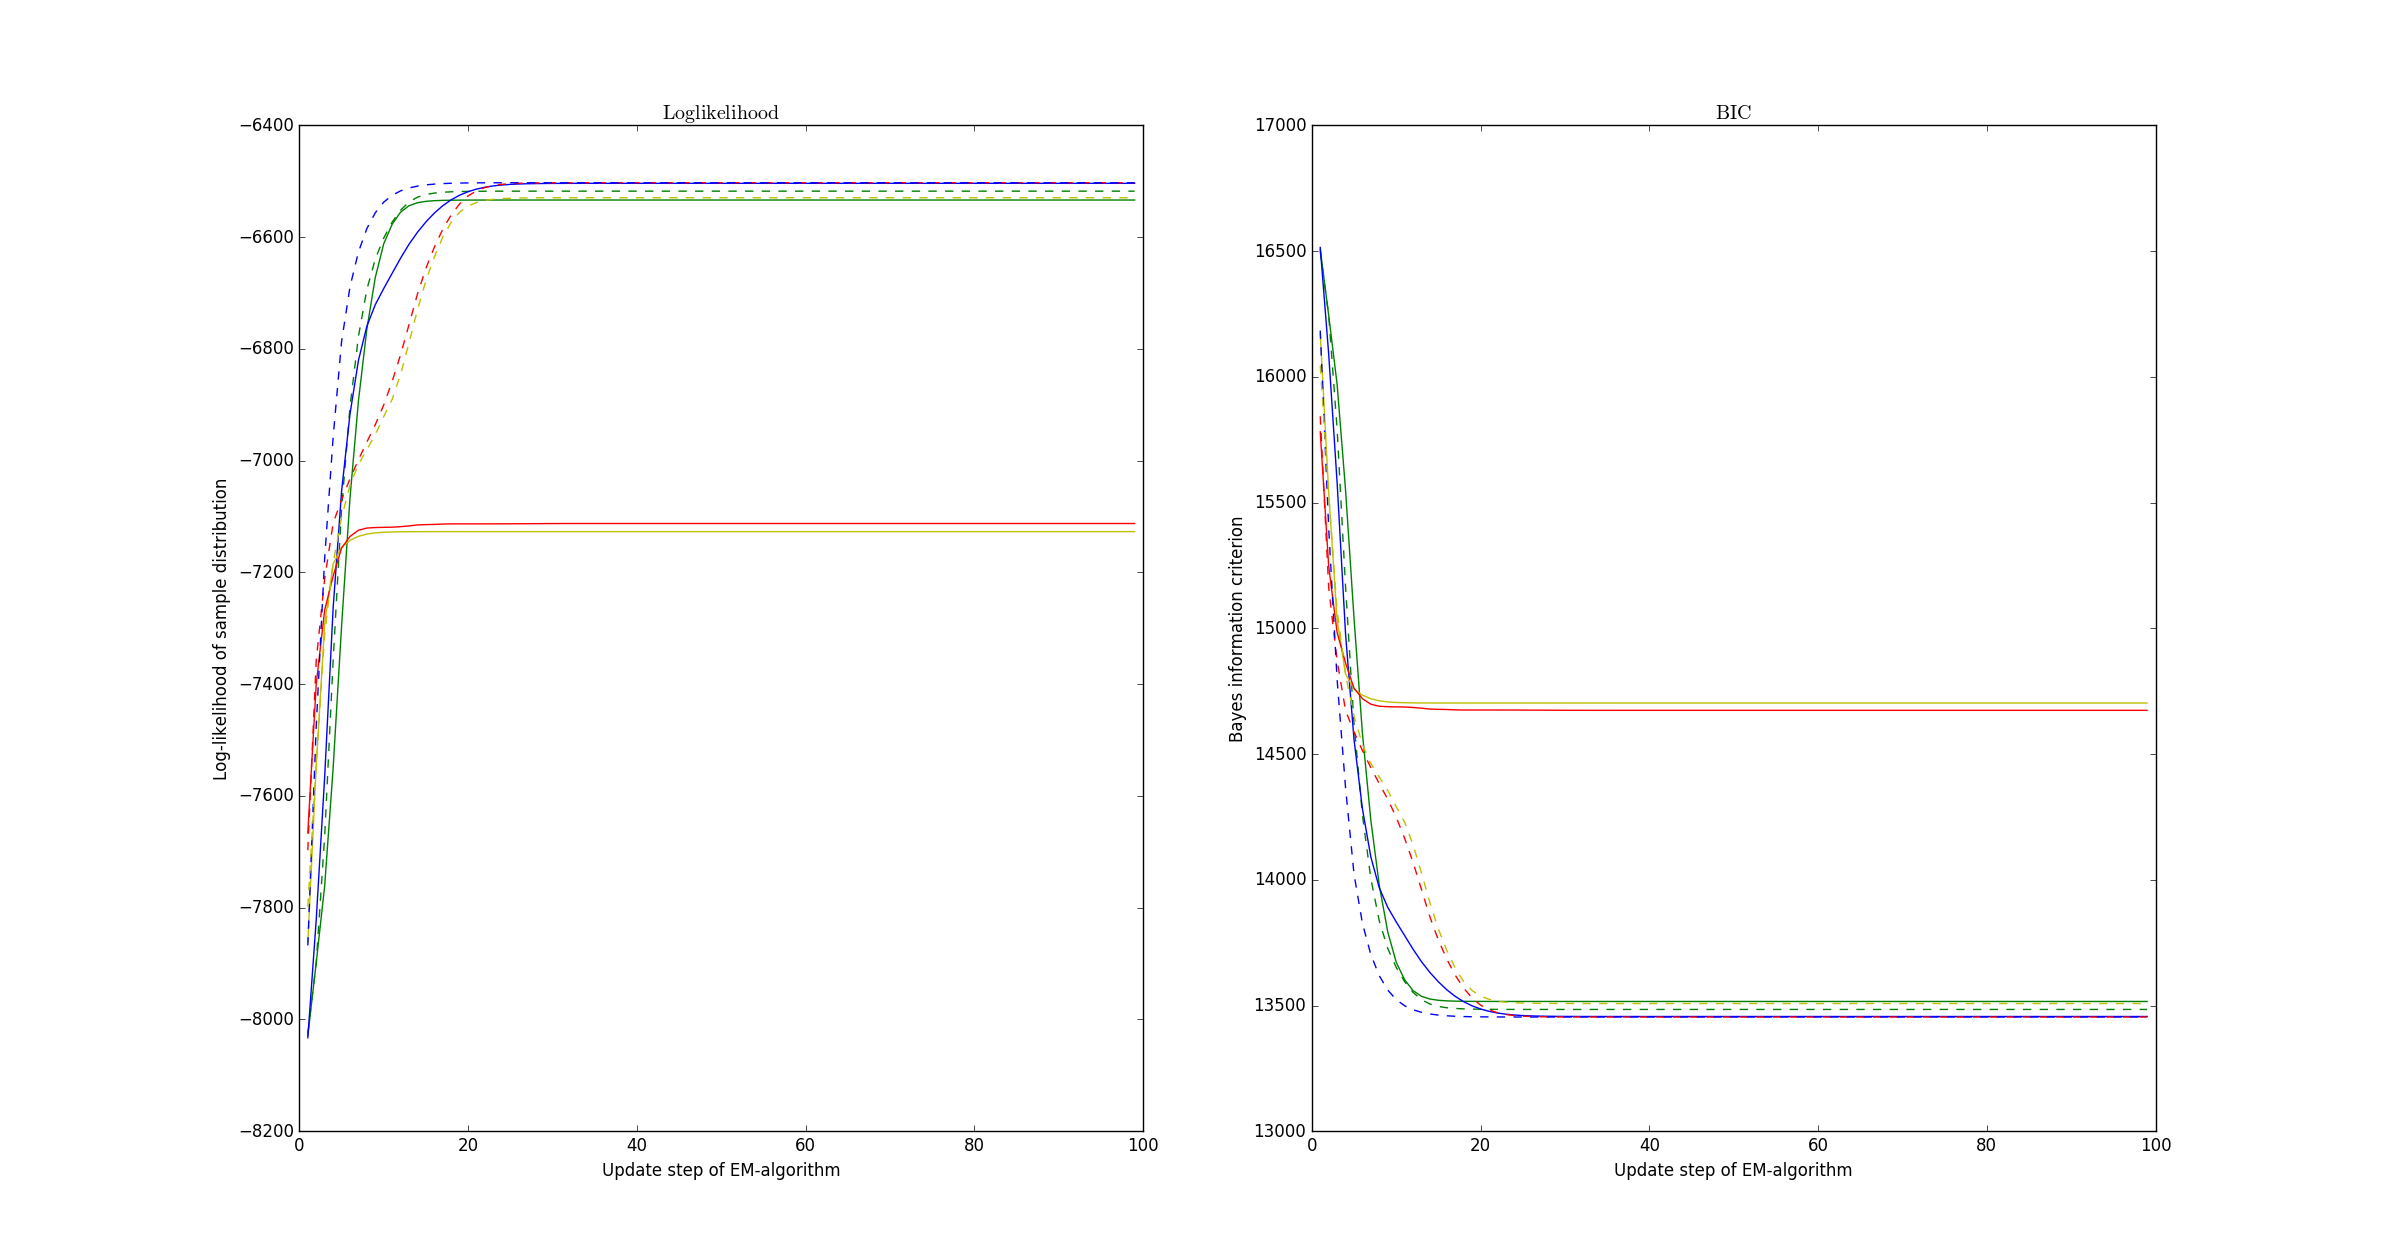 Loglikelihood
−6400
−6600
−6800
−7000
−7200
−7400
−7600
−7800
−8000
−8200
0 20 40 60 80 100
Update step of EM-algorithm
Log-likelihood of sample distribution
BIC
17000
16500
16000
15500
15000
14500
14000
13500
13000
0 20 40 60 80 100
Update step of EM-algorithm
Bayes information criterion